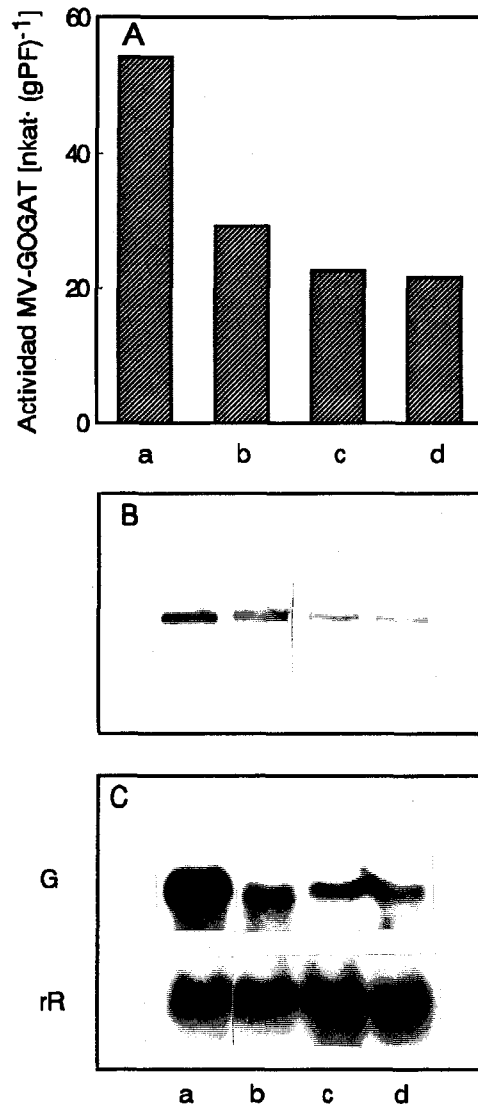 A
Actividad MV-GOGAT [nkat· (gPF)-1]
60
40
20
0
a b c d
B
C
G
rR
a b c d